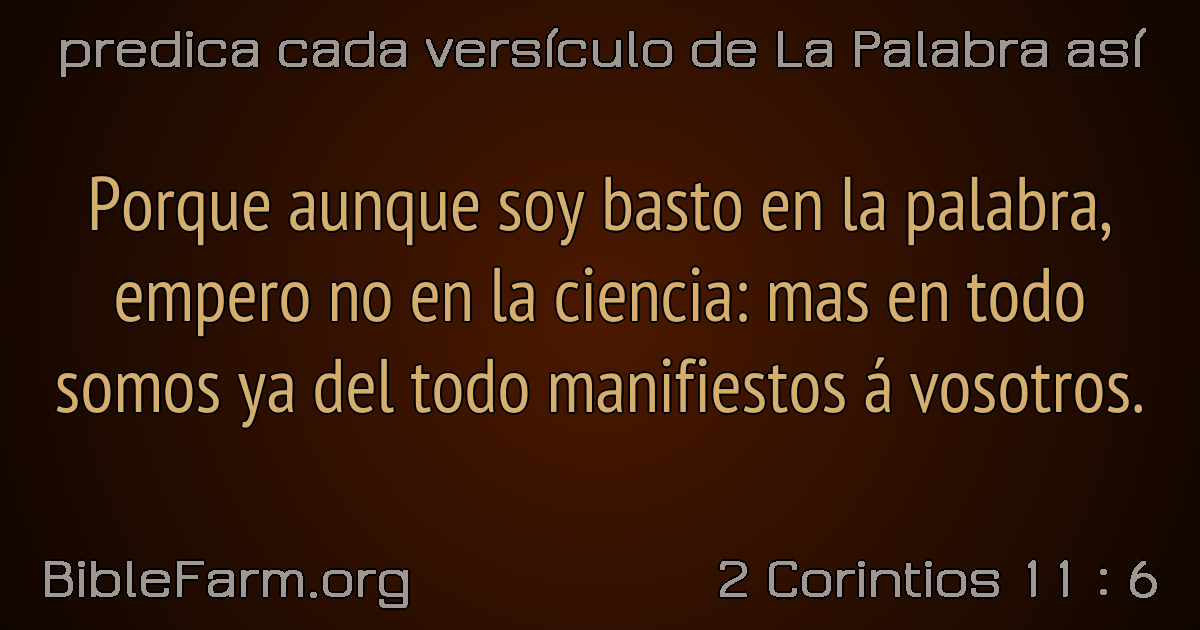 predica cada versículo de La Palabra así
Porque aunque soy basto en la palabra,
empero no en la ciencia: mas en todo
somos ya del todo manifiestos á vosotros.
BibleFarm.org
2 Corintios 11 : 6